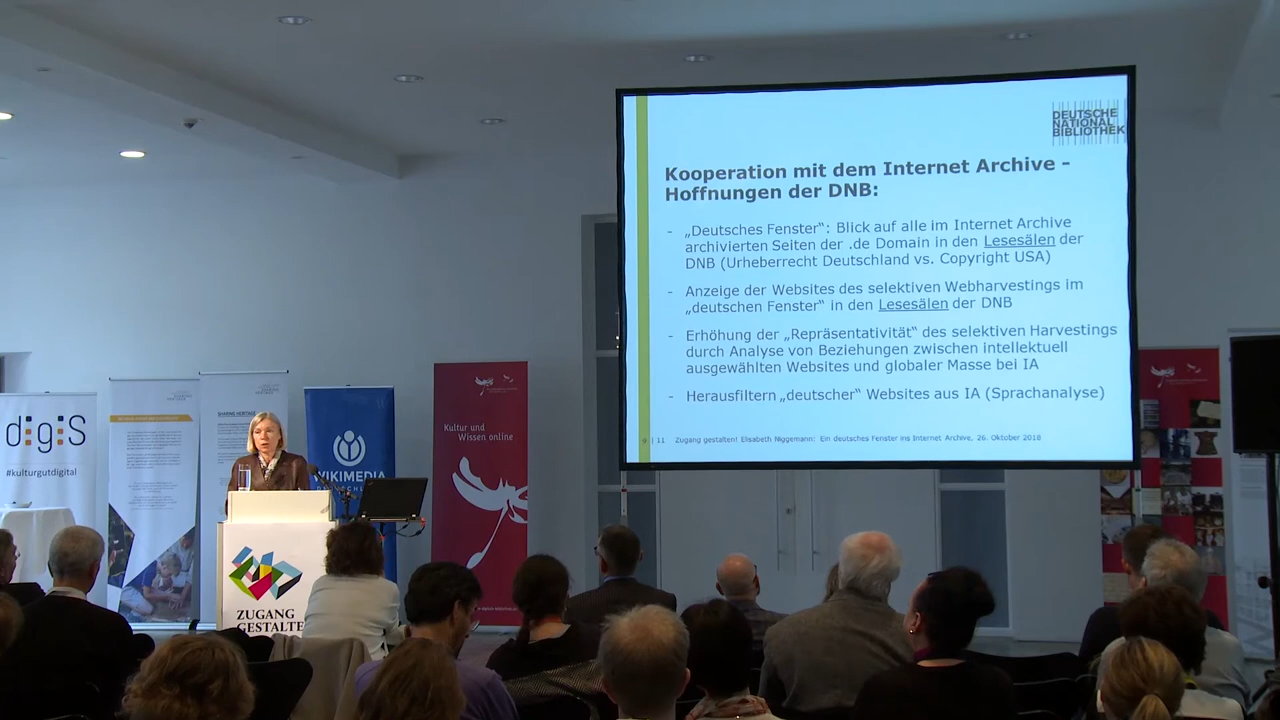 DEUTSCHE
NATIONAL
BIBLIOTHEK
Kooperation mit dem Internet Archive –
Hoffnungen der DNB:
- „Deutsches Fenster“: Blick auf alle im Internet Archive
archivierten Seiten der .de Domain in den Lesesälen der
DNB (Urheberrecht Deutschland vs. Copyright USA)
- Anzeige der Websites des selektiven Webharvestings im
„deutschen Fenster“ in den Lesesälen der DNB
- Erhöhung der „Repräsentativität“ des selektiven Harvestings
durch Analyse von Beziehungen zwischen intellektuell
ausgewählten Websites und globaler Masse bei IA
- Herausfiltern „deutscher“ Websites aus IA (Sprachanalyse)
| 11 Zugang gestalten! Elisabeth Niggemann: Ein deutsches Fenster ins Internet Archive, 26. Oktober 2018
d:g:S
#kulturgutdigital
SHARING HERITAGE
WIKIMEDIA
Kultur und
Wissen online
ZUGANG
GESTALTE